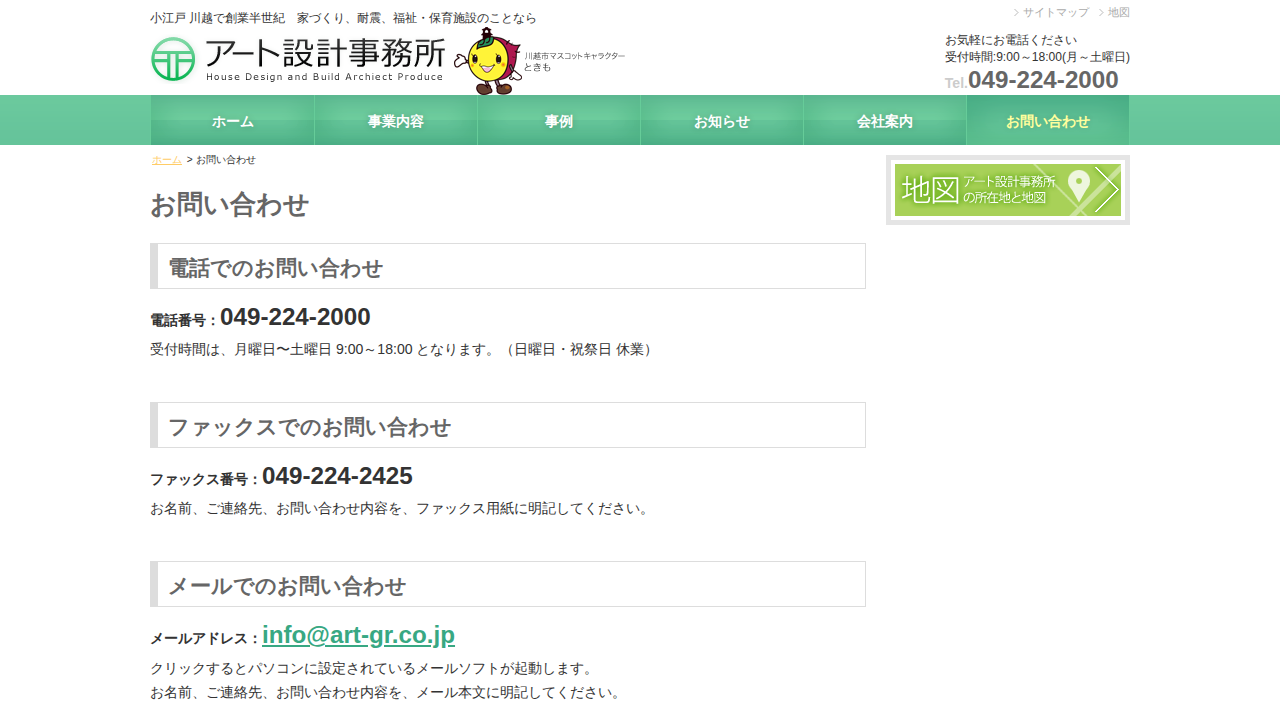 小江戸 川越で創業半世紀　家づくり、耐震、福祉・保育施設のことなら
サイトマップ
地図
アート設計事務所
House Design and Build Archiect Produce
川越市マスコットキャラクター
ときも
お気軽にお電話ください
受付時間:9:00～18:00(月～土曜日)
Tel.049-224-2000
ホーム
事業内容
事例
お知らせ
会社案内
お問い合わせ
ホーム > お問い合わせ
地図 アート設計事務所
の所在地と地図
お問い合わせ
電話でのお問い合わせ
電話番号：049-224-2000
受付時間は、月曜日〜土曜日 9:00～18:00 となります。（日曜日・祝祭日 休業）
ファックスでのお問い合わせ
ファックス番号：049-224-2425
お名前、ご連絡先、お問い合わせ内容を、ファックス用紙に明記してください。
メールでのお問い合わせ
メールアドレス：info@art-gr.co.jp
クリックするとパソコンに設定されているメールソフトが起動します。
お名前、ご連絡先、お問い合わせ内容を、メール本文に明記してください。